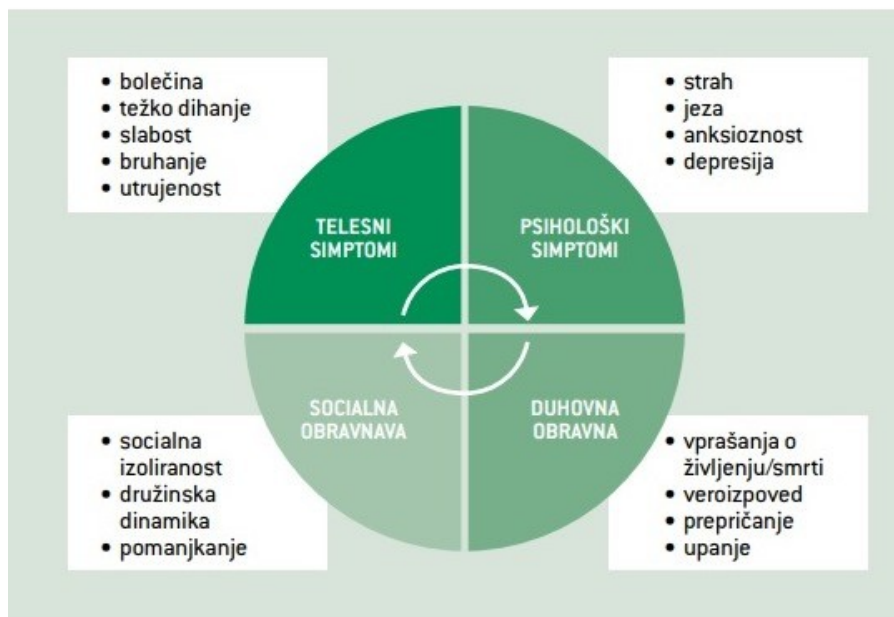 • bolečina
• težko dihanje
• slabost
• bruhanje
• utrujenost
• strah
• jeza
• anksioznost
• depresija
TELESNI
SIMPTOMI
PSIHOLOŠKI
SIMPTOMI
SOCIALNA
OBRAVNAVA
DUHOVNA
OBRAVNA
• socialna
izoliranost
• družinska
dinamika
• pomanjkanje
• vprašanja o
življenju/smrti
• veroizpoved
• prepričanje
• upanje